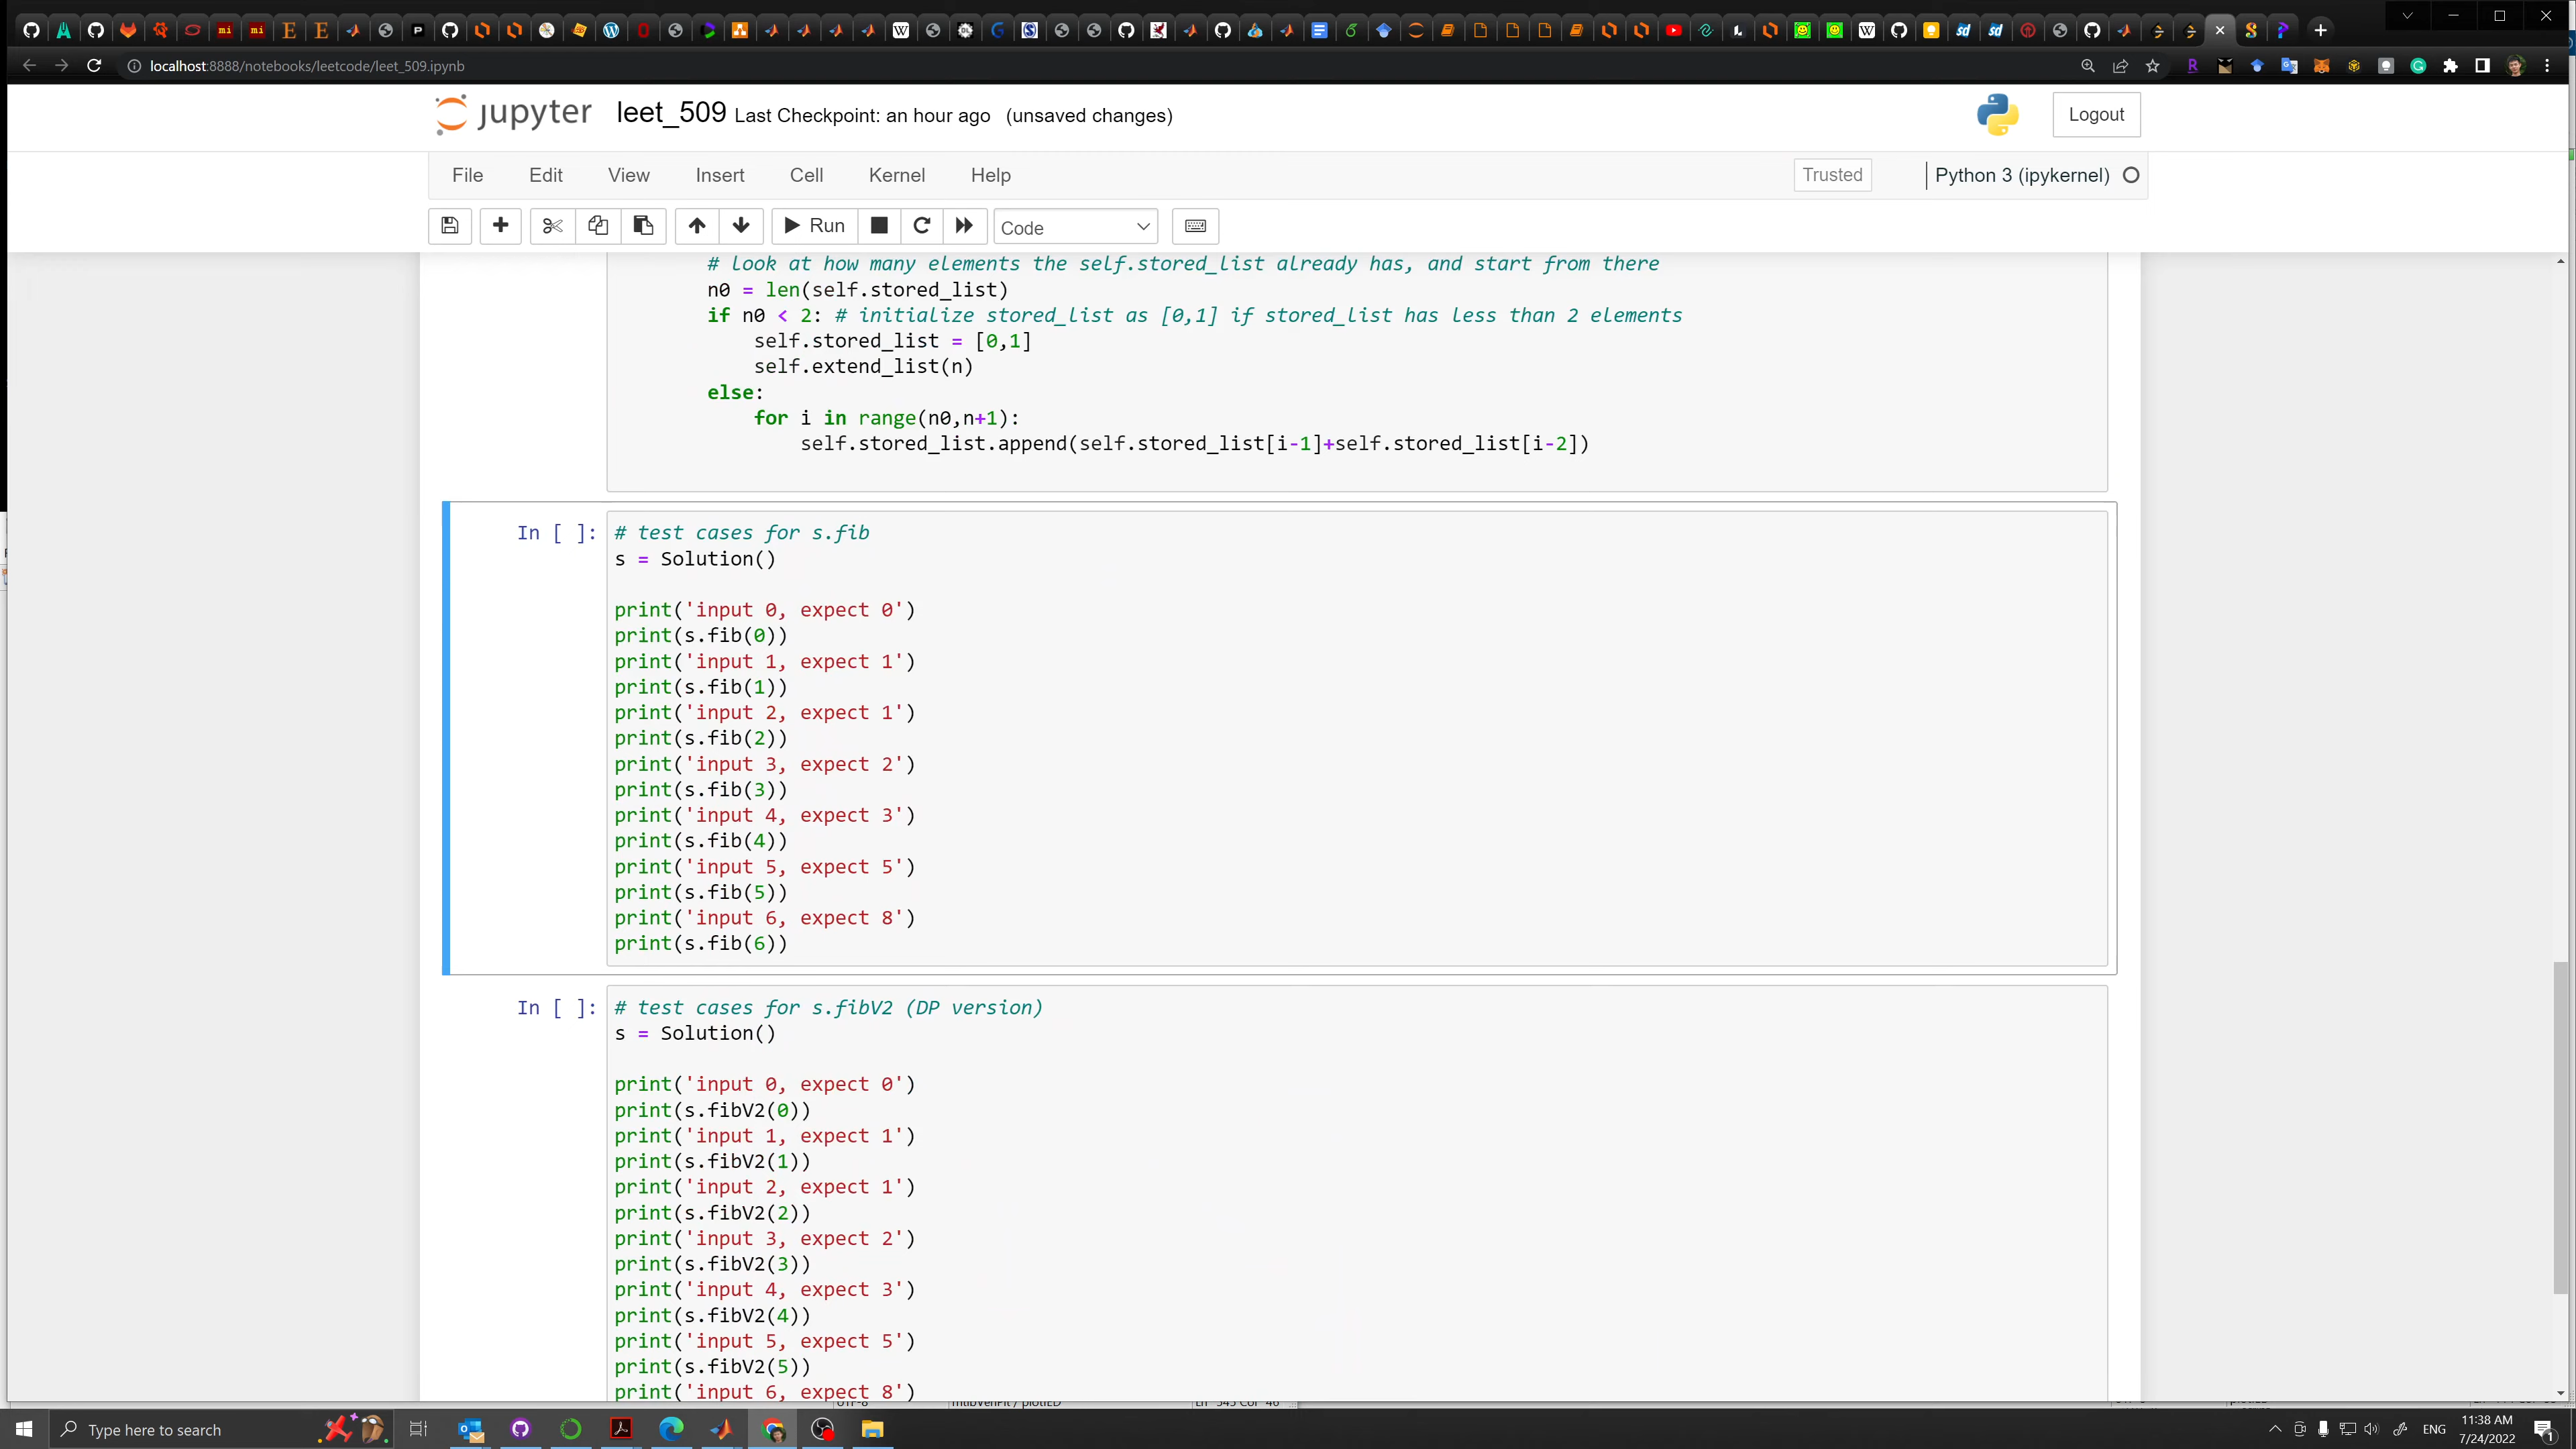 localhost:8888/notebooks/leetcode/leet_509.ipynb
jupyter leet_509 Last Checkpoint: an hour ago (unsaved changes)
Logout
File Edit View Insert Cell Kernel Help
Trusted
Python 3 (ipykernel)
Run
Code
# look at how many elements the self.stored_list already has, and start from there
n0 = len(self.stored_list)
if n0 < 2: # initialize stored_list as [0,1] if stored_list has less than 2 elements
self.stored_list = [0,1]
self.extend_list(n)
else:
for i in range(n0,n+1):
self.stored_list.append(self.stored_list[i-1]+self.stored_list[i-2])
In [ ]: # test cases for s.fib
s = Solution()
print('input 0, expect 0')
print(s.fib(0))
print('input 1, expect 1')
print(s.fib(1))
print('input 2, expect 1')
print(s.fib(2))
print('input 3, expect 2')
print(s.fib(3))
print('input 4, expect 3')
print(s.fib(4))
print('input 5, expect 5')
print(s.fib(5))
print('input 6, expect 8')
print(s.fib(6))
In [ ]: # test cases for s.fibV2 (DP version)
s = Solution()
print('input 0, expect 0')
print(s.fibV2(0))
print('input 1, expect 1')
print(s.fibV2(1))
print('input 2, expect 1')
print(s.fibV2(2))
print('input 3, expect 2')
print(s.fibV2(3))
print('input 4, expect 3')
print(s.fibV2(4))
print('input 5, expect 5')
print(s.fibV2(5))
print('input 6, expect 8')
Type here to search
ENG
11:38 AM
7/24/2022